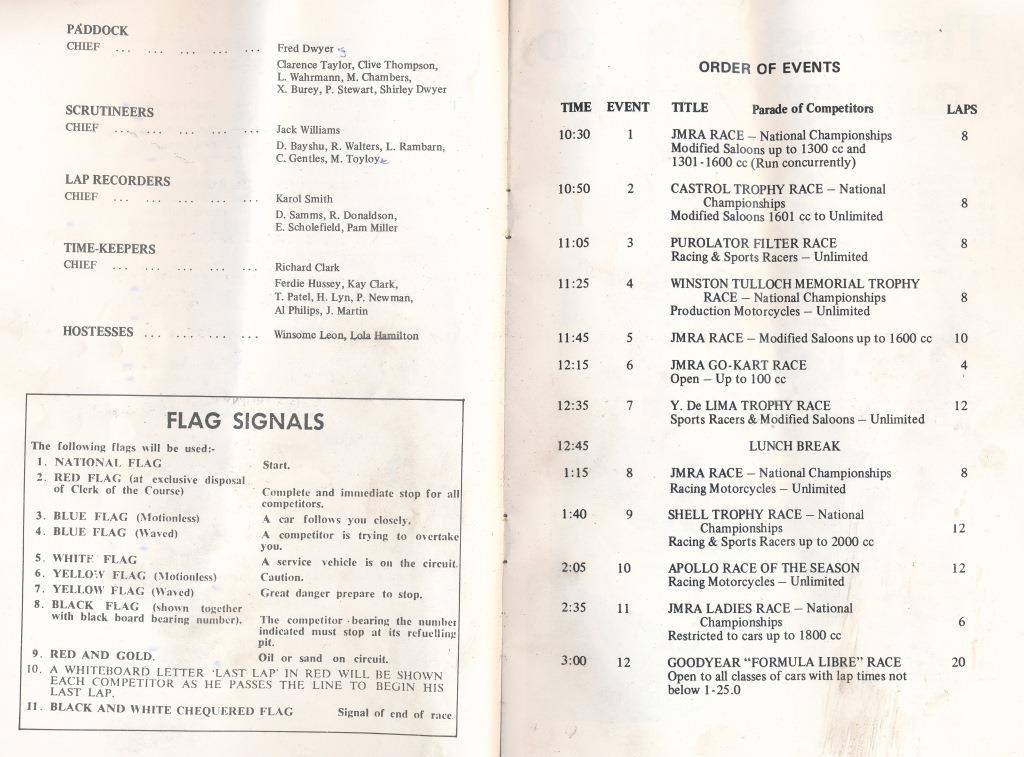 PADDOCK
CHIEF ... ... ... ... ... Fred Dwyer
Clarence Taylor, Clive Thompson,
L. Wahrmann, M. Chambers,
X. Burey, P. Stewart, Shirley Dwyer
SCRUTINEERS
CHIEF ... ... ... ... ... Jack Williams
D. Bayshu, R. Walters, L. Rambarn,
C. Gentles, M. Toyloy
LAP RECORDERS
CHIEF ... ... ... ... ... Karol Smith
D. Samms, R. Donaldson,
E. Scholefield, Pam Miller
TIME-KEEPERS
CHIEF ... ... ... ... ... Richard Clark
Ferdie Hussey, Kay Clark,
T. Patel, H. Lyn, P. Newman,
Al Philips, J. Martin
HOSTESSES ... ... ... ... Winsome Leon, Lola Hamilton
FLAG SIGNALS
The following flags will be used:-
1. NATIONAL FLAG Start.
2. RED FLAG (at exclusive disposal
of Clerk of the Course) Complete and immediate stop for all
competitors.
3. BLUE FLAG (Motionless) A car follows you closely.
4. BLUE FLAG (Waved) A competitor is trying to overtake
you.
5. WHITE FLAG A service vehicle is on the circuit.
6. YELLOW FLAG (Motionless) Caution.
7. YELLOW FLAG (Waved) Great danger prepare to stop.
8. BLACK FLAG (shown together
with black board bearing number). The competitor bearing the number
indicated must stop at its refuelling
pit.
9. RED AND GOLD. Oil or sand on circuit.
10. A WHITEBOARD LETTER 'LAST LAP' IN RED WILL BE SHOWN
EACH COMPETITOR AS HE PASSES THE LINE TO BEGIN HIS
LAST LAP.
11. BLACK AND WHITE CHEQUERED FLAG Signal of end of race.
ORDER OF EVENTS
TIME EVENT TITLE Parade of Competitors LAPS
10:30 1 JMRA RACE – National Championships 8
Modified Saloons up to 1300 cc and
1301-1600 cc (Run concurrently)
10:50 2 CASTROL TROPHY RACE – National
Championships 8
Modified Saloons 1601 cc to Unlimited
11:05 3 PUROLATOR FILTER RACE 8
Racing & Sports Racers – Unlimited
11:25 4 WINSTON TULLOCH MEMORIAL TROPHY
RACE – National Championships 8
Production Motorcycles – Unlimited
11:45 5 JMRA RACE – Modified Saloons up to 1600 cc 10
12:15 6 JMRA GO-KART RACE 4
Open – Up to 100 cc
12:35 7 Y. De LIMA TROPHY RACE 12
Sports Racers & Modified Saloons – Unlimited
12:45 LUNCH BREAK
1:15 8 JMRA RACE – National Championships 8
Racing Motorcycles – Unlimited
1:40 9 SHELL TROPHY RACE – National
Championships 12
Racing & Sports Racers up to 2000 cc
2:05 10 APOLLO RACE OF THE SEASON 12
Racing Motorcycles – Unlimited
2:35 11 JMRA LADIES RACE – National
Championships 6
Restricted to cars up to 1800 cc
3:00 12 GOODYEAR "FORMULA LIBRE" RACE 20
Open to all classes of cars with lap times not
below 1-25.0